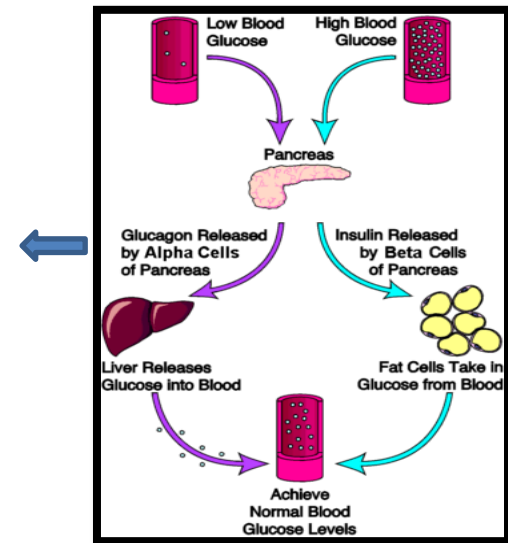 Low Blood
Glucose
High Blood
Glucose
Pancreas
Glucagon Released
by Alpha Cells
of Pancreas
Insulin Released
by Beta Cells
of Pancreas
Liver Releases
Glucose into Blood
Fat Cells Take in
Glucose from Blood
Achieve
Normal Blood
Glucose Levels